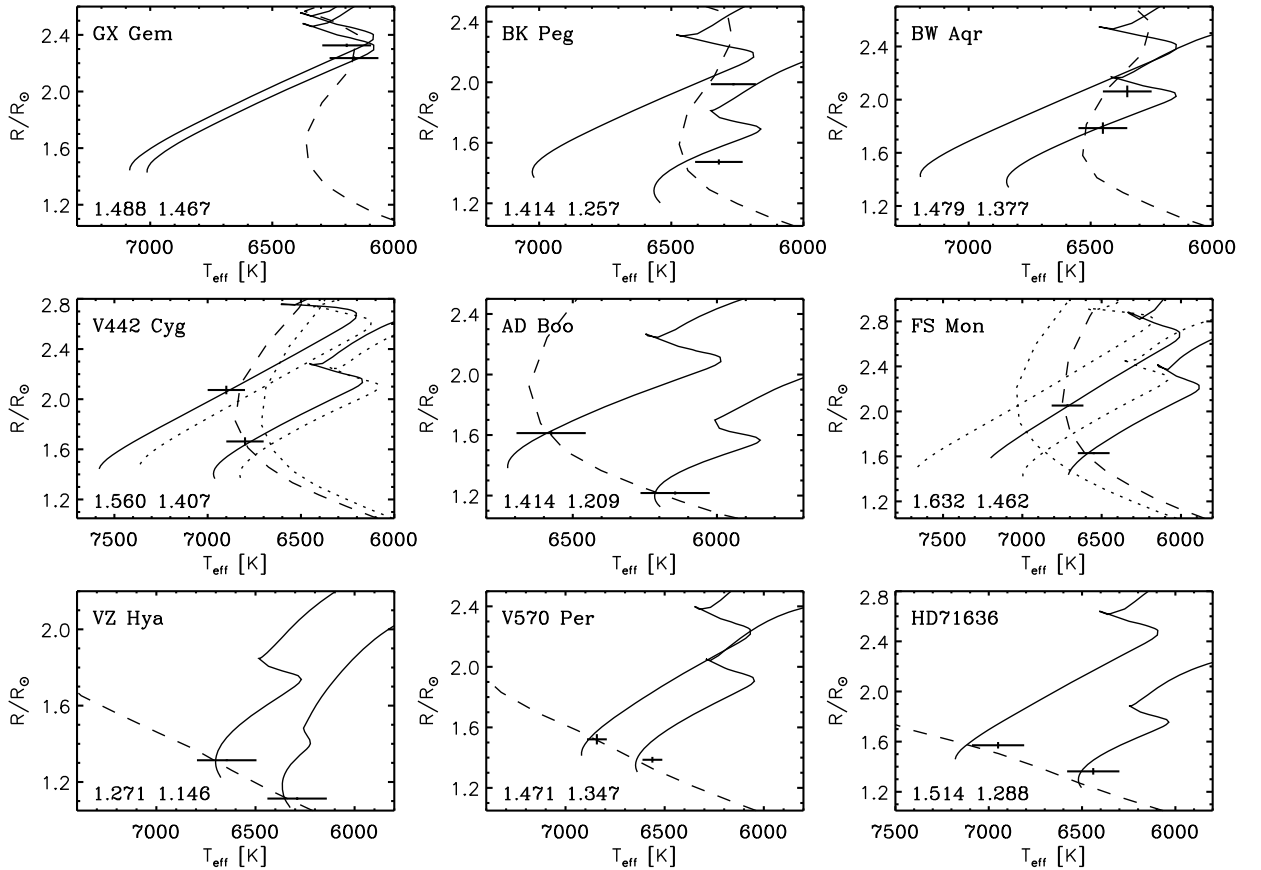 GX Gem
R/R☉
2.4
2.0
1.6
1.2
1.488 1.467
7000 6500 6000
Teff [K]
BK Peg
R/R☉
2.4
2.0
1.6
1.2
1.414 1.257
7000 6500 6000
Teff [K]
BW Aqr
R/R☉
2.4
2.0
1.6
1.2
1.479 1.377
7000 6500 6000
Teff [K]
V442 Cyg
R/R☉
2.8
2.4
2.0
1.6
1.2
1.560 1.407
7500 7000 6500 6000
Teff [K]
AD Boo
R/R☉
2.4
2.0
1.6
1.2
1.414 1.209
6500 6000
Teff [K]
FS Mon
R/R☉
2.8
2.4
2.0
1.6
1.2
1.632 1.462
7500 7000 6500 6000
Teff [K]
VZ Hya
R/R☉
2.0
1.6
1.2
1.271 1.146
7000 6500 6000
Teff [K]
V570 Per
R/R☉
2.4
2.0
1.6
1.2
1.471 1.347
7000 6500 6000
Teff [K]
HD71636
R/R☉
2.8
2.4
2.0
1.6
1.2
1.514 1.288
7500 7000 6500 6000
Teff [K]